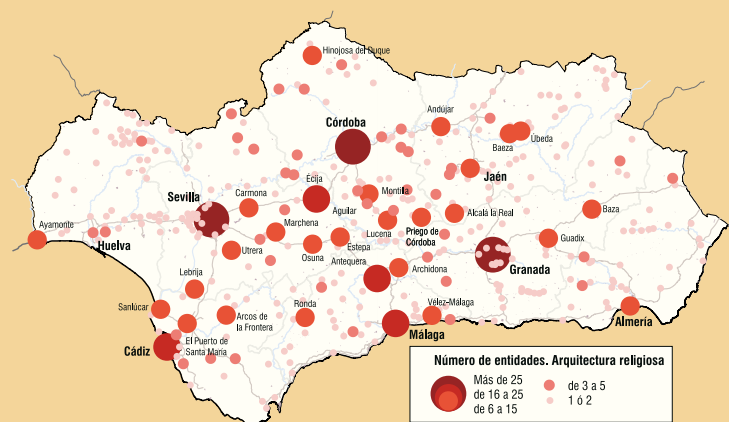 Hinojosa del Duque
Andújar
Córdoba
Úbeda
Baeza
Jaén
Écija
Sevilla
Carmona
Montilla
Aguilar
Alcalá la Real
Baza
Ayamonte
Marchena
Lucena
Priego de
Córdoba
Huelva
Utrera
Osuna
Estepa
Guadix
Antequera
Archidona
Granada
Lebrija
Sanlúcar
Arcos de
la Frontera
Ronda
Vélez-Málaga
Almería
Málaga
El Puerto de
Santa Maria
Cádiz
Número de entidades. Arquitectura religiosa
Más de 25
de 16 a 25
de 6 a 15
de 3 a 5
1 ó 2